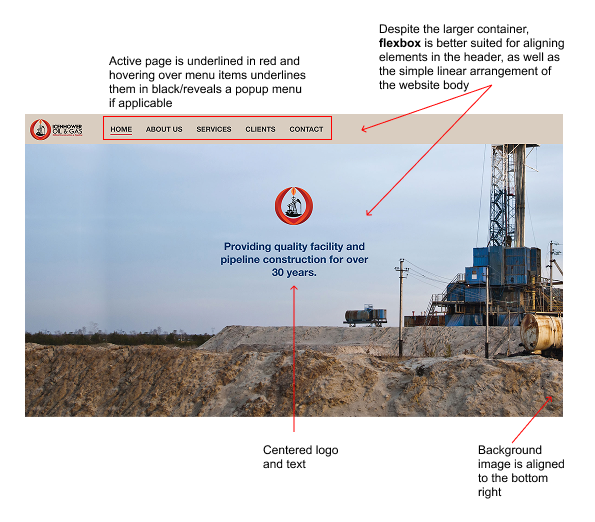 Despite the larger container,
flexbox is better suited for aligning
elements in the header, as well as
the simple linear arrangement of
the website body
Active page is underlined in red and
hovering over menu items underlines
them in black/reveals a popup menu
if applicable
ICENHOWER
OIL & GAS
HOME ABOUT US SERVICES CLIENTS CONTACT
Providing quality facility and
pipeline construction for over
30 years.
Centered logo
and text
Background
image is aligned
to the bottom
right